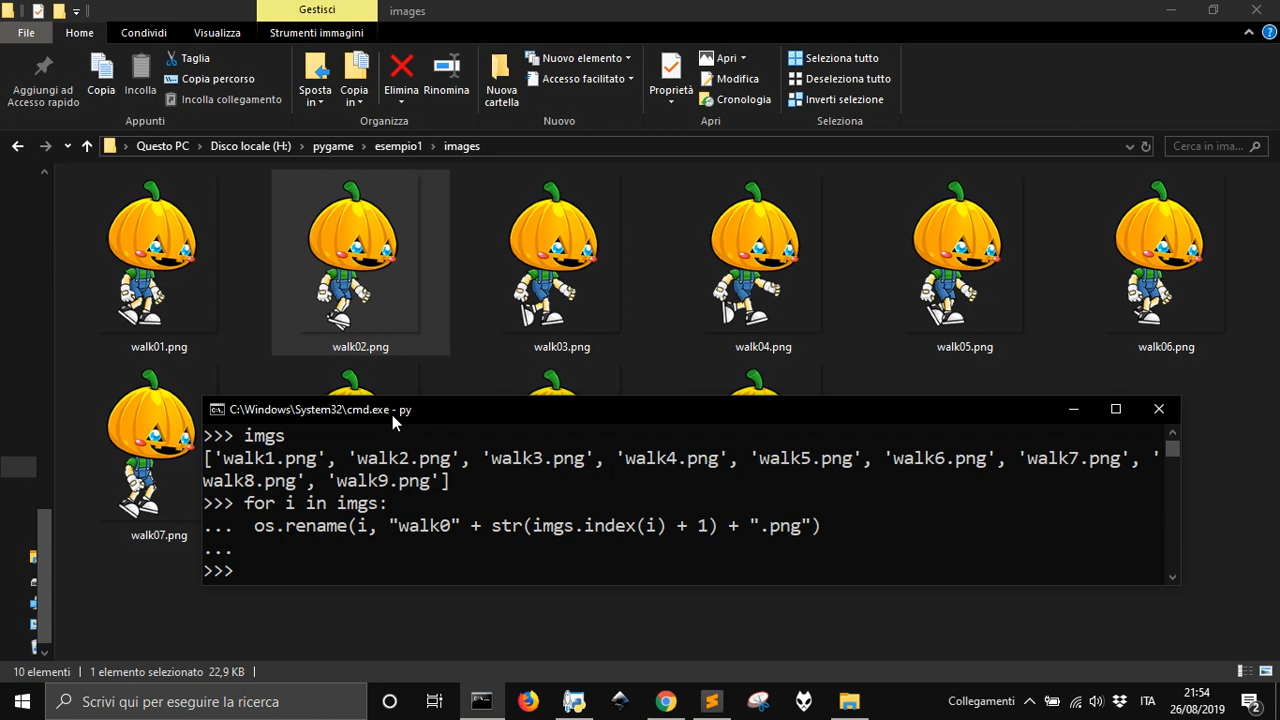 Gestisci
images
File
Home
Condividi
Visualizza
Strumenti immagini
Aggiungi ad
Accesso rapido
Copia
Incolla
Taglia
Copia percorso
Incolla collegamento
Appunti
Sposta
in
Copia
in
Elimina
Rinomina
Organizza
Nuova
cartella
Nuovo elemento
Accesso facilitato
Nuovo
Proprietà
Apri
Modifica
Cronologia
Apri
Seleziona tutto
Deseleziona tutto
Inverti selezione
Seleziona
Questo PC > Disco locale (H:) > pygame > esempio1 > images
Cerca in ima...
walk01.png
walk02.png
walk03.png
walk04.png
walk05.png
walk06.png
walk07.png
C:\Windows\System32\cmd.exe - py
>>> imgs
['walk1.png', 'walk2.png', 'walk3.png', 'walk4.png', 'walk5.png', 'walk6.png', 'walk7.png', '
walk8.png', 'walk9.png']
>>> for i in imgs:
...  os.rename(i, "walk0" + str(imgs.index(i) + 1) + ".png")
...
>>>
10 elementi
1 elemento selezionato 22,9 KB
Scrivi qui per eseguire la ricerca
Collegamenti
ITA
21:54
26/08/2019
2